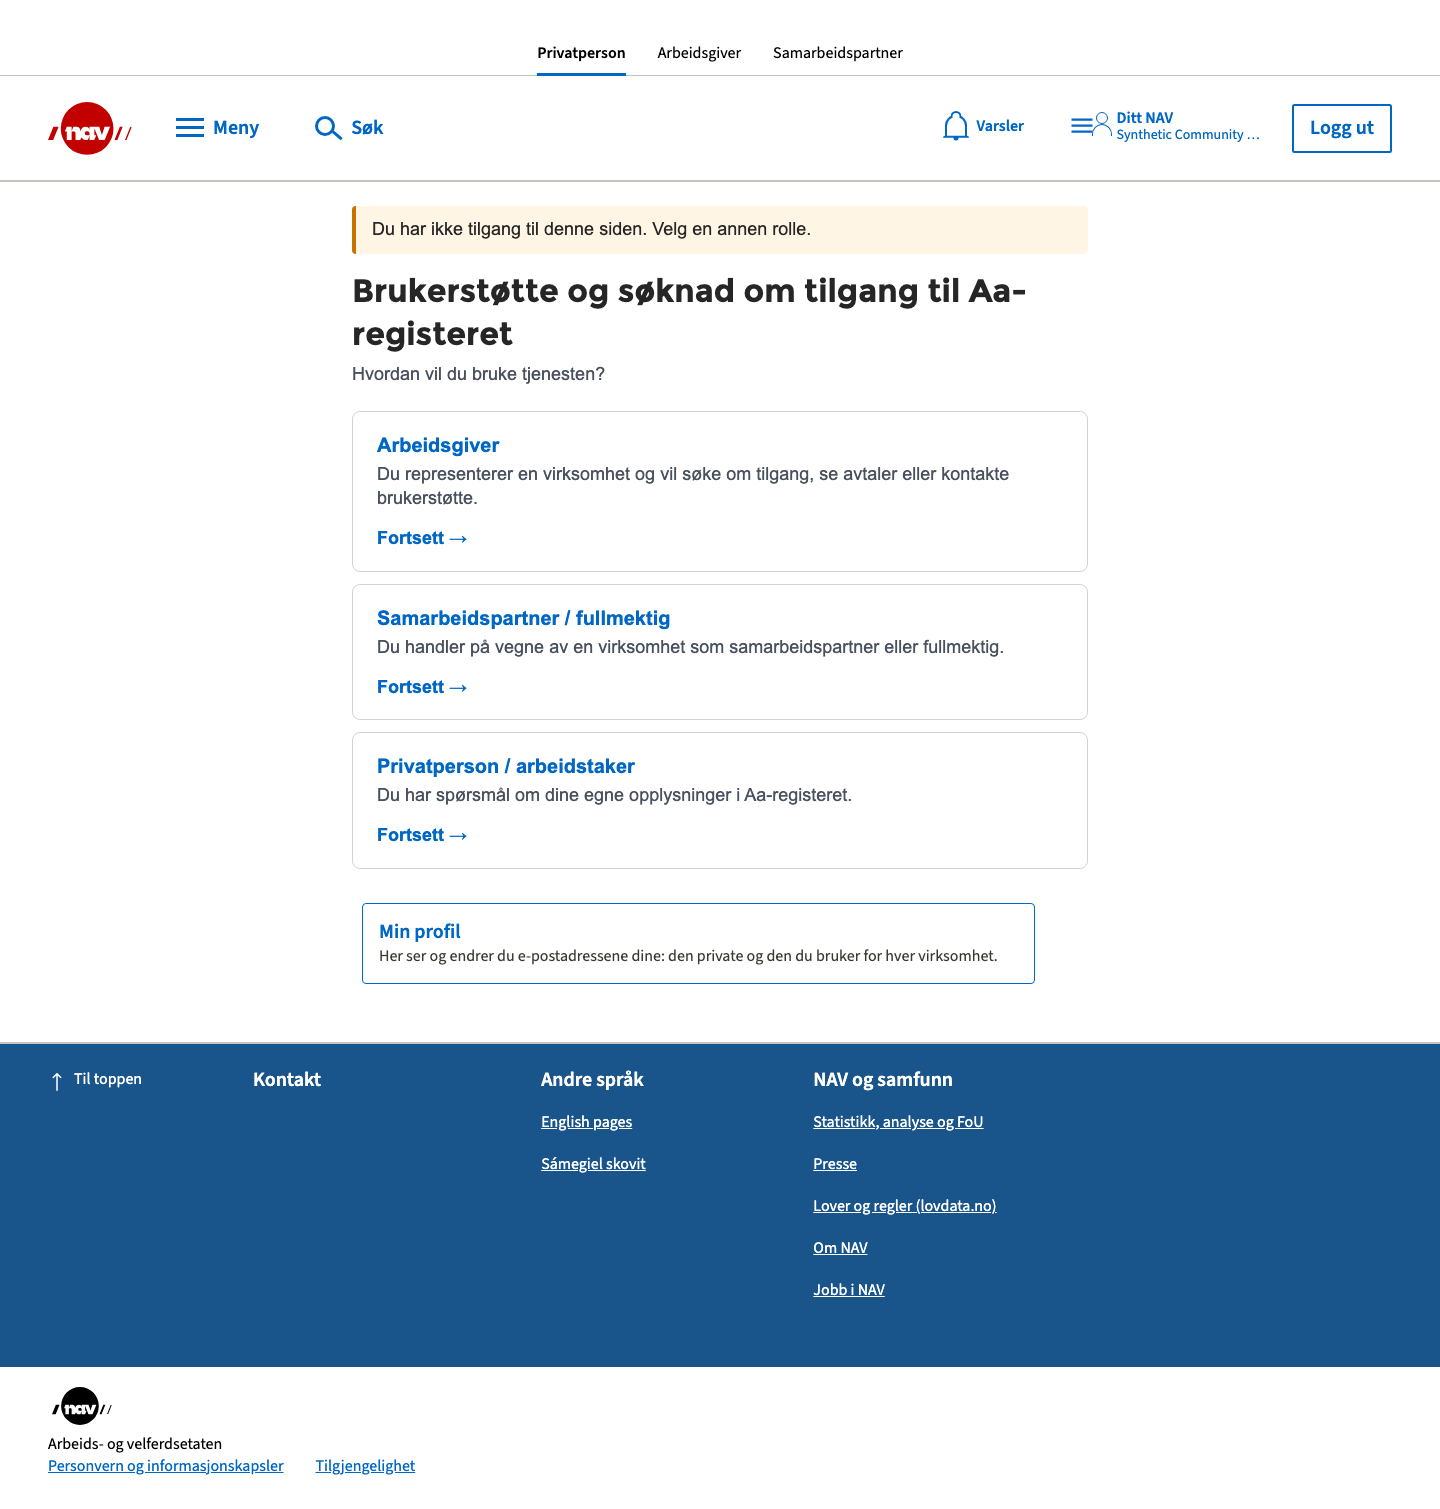 Privatperson
Arbeidsgiver
Samarbeidspartner
nav
Meny
Søk
Varsler
Ditt NAV
Synthetic Community …
Logg ut
Du har ikke tilgang til denne siden. Velg en annen rolle.
Brukerstøtte og søknad om tilgang til Aa-
registeret
Hvordan vil du bruke tjenesten?
Arbeidsgiver
Du representerer en virksomhet og vil søke om tilgang, se avtaler eller kontakte
brukerstøtte.
Fortsett →
Samarbeidspartner / fullmektig
Du handler på vegne av en virksomhet som samarbeidspartner eller fullmektig.
Fortsett →
Privatperson / arbeidstaker
Du har spørsmål om dine egne opplysninger i Aa-registeret.
Fortsett →
Min profil
Her ser og endrer du e-postadressene dine: den private og den du bruker for hver virksomhet.
↑ Til toppen
Kontakt
Andre språk
English pages
Sámegiel skovit
NAV og samfunn
Statistikk, analyse og FoU
Presse
Lover og regler (lovdata.no)
Om NAV
Jobb i NAV
nav
Arbeids- og velferdsetaten
Personvern og informasjonskapsler
Tilgjengelighet